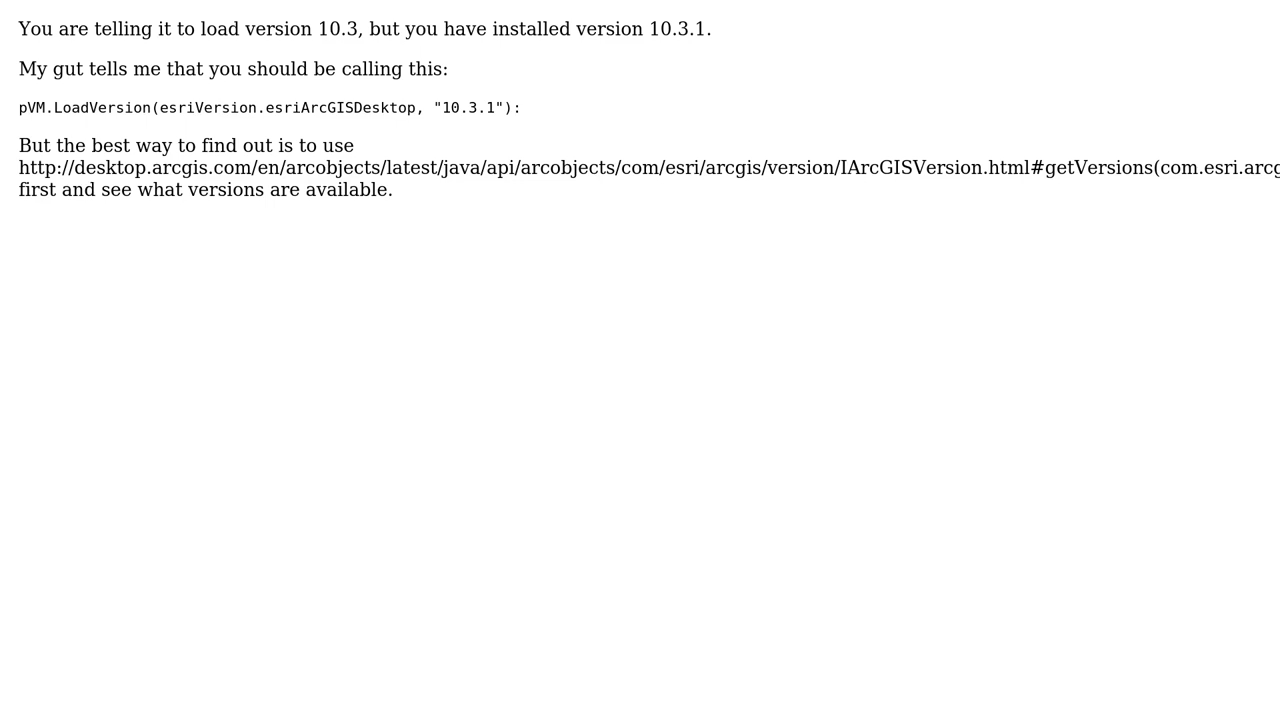 You are telling it to load version 10.3, but you have installed version 10.3.1.
My gut tells me that you should be calling this:
pVM.LoadVersion(esriVersion.esriArcGISDesktop, "10.3.1"):
But the best way to find out is to use
http://desktop.arcgis.com/en/arcobjects/latest/java/api/arcobjects/com/esri/arcgis/version/IArcGISVersion.html#getVersions(com.esri.arcg
first and see what versions are available.